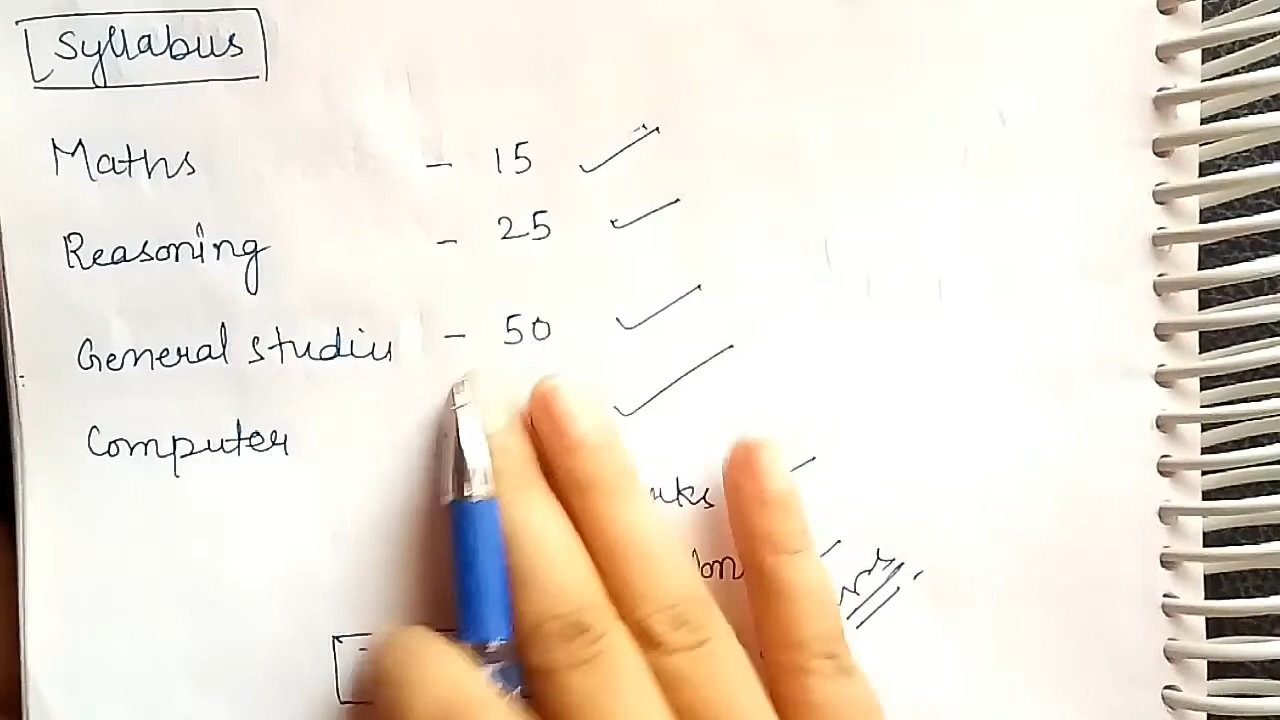 Syllabus
Maths - 15
Reasoning - 25
General studies - 50
Computer